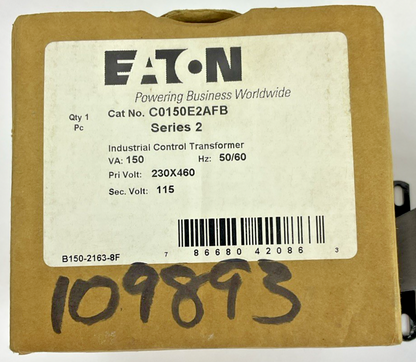 EATON
Powering Business Worldwide
Qty 1 Cat No. C0150E2AFB
Pc Series 2
Industrial Control Transformer
VA: 150 Hz: 50/60
Pri Volt: 230X460
Sec. Volt: 115
B150-2163-8F 7 86680 42086 3
109893